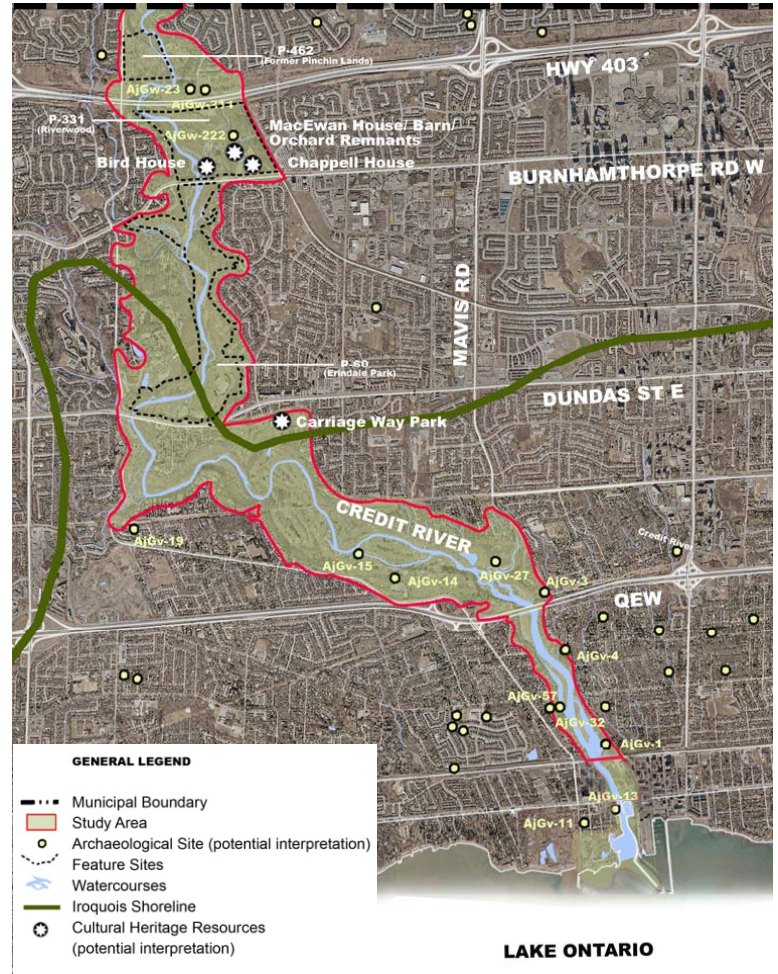 P-462
(Former Pinchin Lands)
HWY 403
AjGw-23
AjGw-311
P-331
(Riverwood)
AjGw-222
MacEwan House/ Barn/
Orchard Remnants
Bird House
Chappell House
BURNHAMTHORPE RD W
MAVIS RD
P-60
(Erindale Park)
DUNDAS ST E
Carriage Way Park
CREDIT RIVER
Credit River
AjGv-19
AjGv-15
AjGv-14
AjGv-27
AjGv-3
QEW
AjGv-4
AjGv-57
AjGv-32
AjGv-1
AjGv-13
AjGv-11
GENERAL LEGEND
Municipal Boundary
Study Area
Archaeological Site (potential interpretation)
Feature Sites
Watercourses
Iroquois Shoreline
Cultural Heritage Resources
(potential interpretation)
LAKE ONTARIO